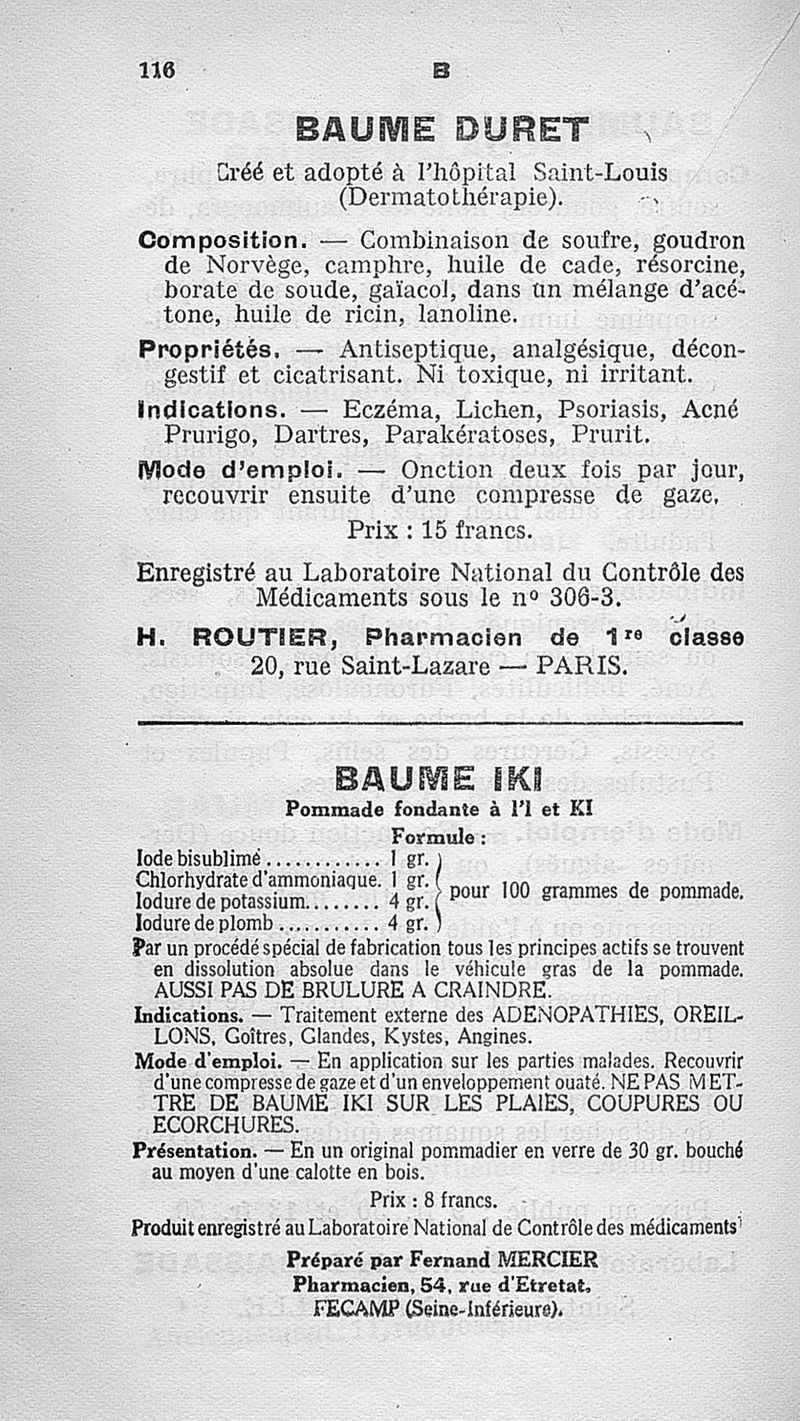 116
B
BAUME DURET
Créé et adopté à l'hôpital Saint-Louis
(Dermatothérapie).
Composition. — Combinaison de soufre, goudron
de Norvège, camphre, huile de cade, résorcine,
borate de soude, gaïacol, dans un mélange d'acé-
tone, huile de ricin, lanoline.
Propriétés. — Antiseptique, analgésique, décon-
gestif et cicatrisant. Ni toxique, ni irritant.
Indications. — Eczéma, Lichen, Psoriasis, Acné
Prurigo, Dartres, Parakératoses, Prurit.
Mode d'emploi. — Onction deux fois par jour,
recouvrir ensuite d'une compresse de gaze,
Prix : 15 francs.
Enregistré au Laboratoire National du Contrôle des
Médicaments sous le nº 306-3.
H. ROUTIER, Pharmacien de 1re classe
20, rue Saint-Lazare — PARIS.
BAUME IKI
Pommade fondante à l'I et KI
Formule :
Iode bisublimé ............ 1 gr.
Chlorhydrate d'ammoniaque. 1 gr.
Iodure de potassium........ 4 gr.
Iodure de plomb ........... 4 gr.
pour 100 grammes de pommade.
Par un procédé spécial de fabrication tous les principes actifs se trouvent
en dissolution absolue dans le véhicule gras de la pommade.
AUSSI PAS DE BRULURE A CRAINDRE.
Indications. — Traitement externe des ADENOPATHIES, OREIL-
LONS, Goîtres, Glandes, Kystes, Angines.
Mode d'emploi. — En application sur les parties malades. Recouvrir
d'une compresse de gaze et d'un enveloppement ouaté. NE PAS MET-
TRE DE BAUME IKI SUR LES PLAIES, COUPURES OU
ECORCHURES.
Présentation. — En un original pommadier en verre de 30 gr. bouché
au moyen d'une calotte en bois.
Prix : 8 francs.
Produit enregistré au Laboratoire National de Contrôle des médicaments
Préparé par Fernand MERCIER
Pharmacien, 54, rue d'Etretat,
FECAMP (Seine-Inférieure).